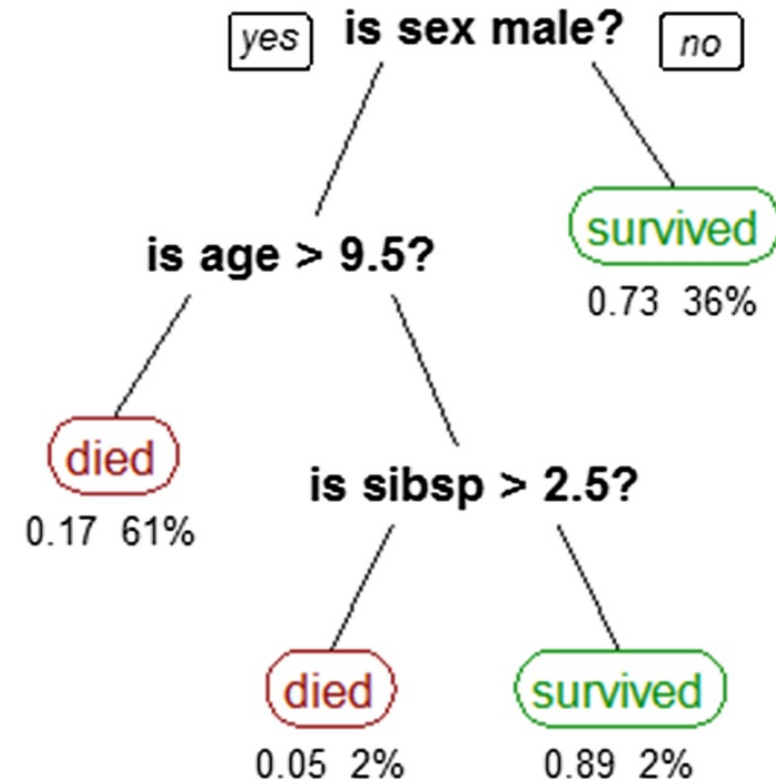 yes is sex male? no
survived
is age > 9.5?
0.73 36%
died
is sibsp > 2.5?
0.17 61%
died survived
0.05 2% 0.89 2%